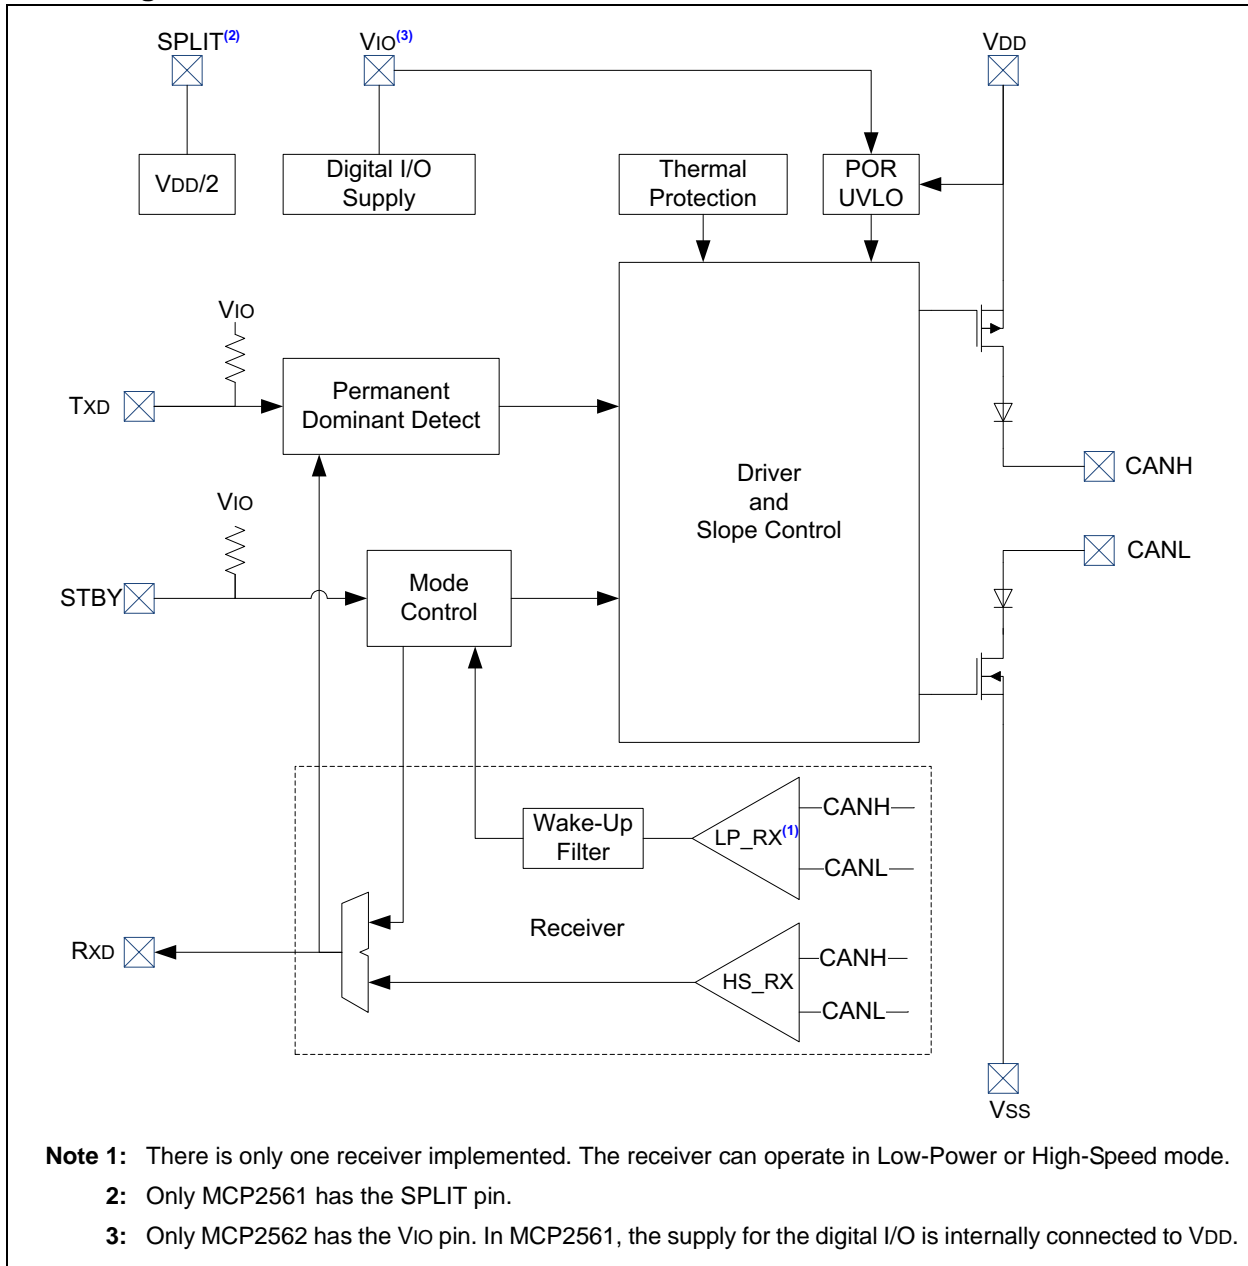 SPLIT(2)
VIO(3)
VDD
VDD/2
Digital I/O
Supply
Thermal
Protection
POR
UVLO
VIO
TXD
Permanent
Dominant Detect
Driver
and
Slope Control
CANH
VIO
STBY
Mode
Control
CANL
Wake-Up
Filter
LP_RX(1)
CANH
CANL
Receiver
RXD
HS_RX
CANH
CANL
VSS
Note 1: There is only one receiver implemented. The receiver can operate in Low-Power or High-Speed mode.
2: Only MCP2561 has the SPLIT pin.
3: Only MCP2562 has the VIO pin. In MCP2561, the supply for the digital I/O is internally connected to VDD.